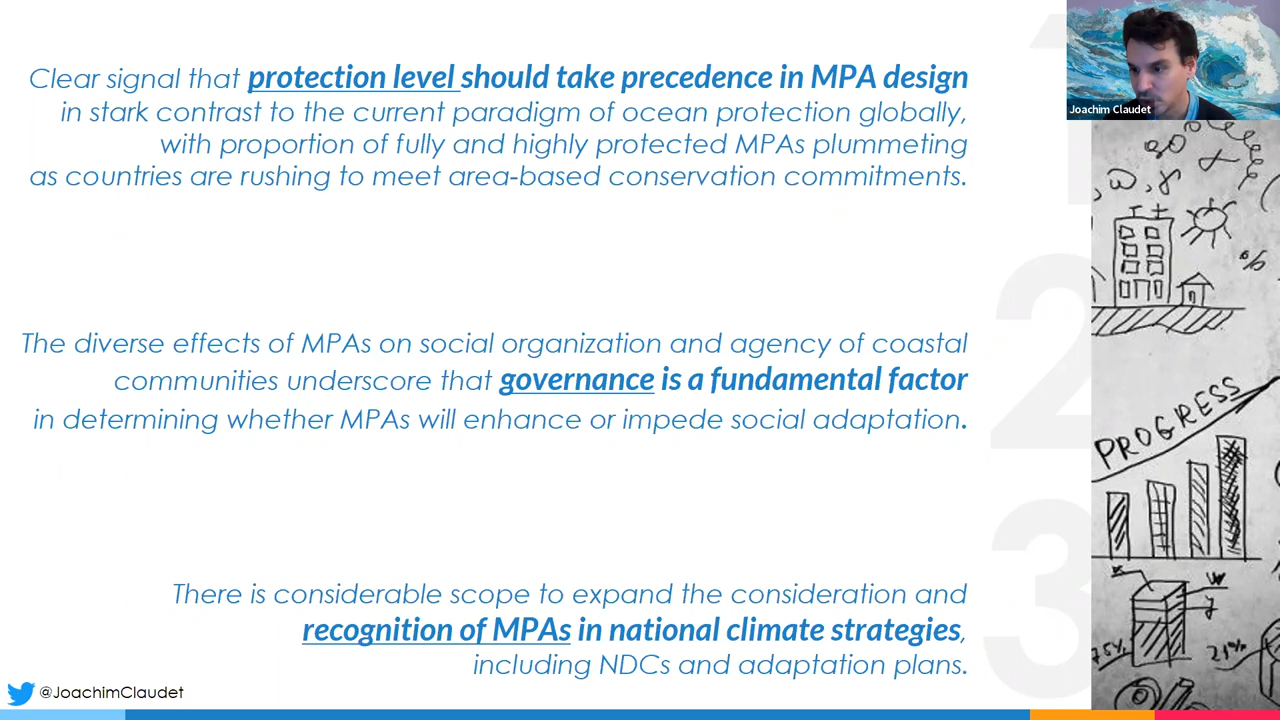 Clear signal that protection level should take precedence in MPA design
in stark contrast to the current paradigm of ocean protection globally,
with proportion of fully and highly protected MPAs plummeting
as countries are rushing to meet area-based conservation commitments.
1
Joachim Claudet
The diverse effects of MPAs on social organization and agency of coastal
communities underscore that governance is a fundamental factor
in determining whether MPAs will enhance or impede social adaptation.
2
PROGRESS
There is considerable scope to expand the consideration and
recognition of MPAs in national climate strategies,
including NDCs and adaptation plans.
3
75%
21%
@JoachimClaudet